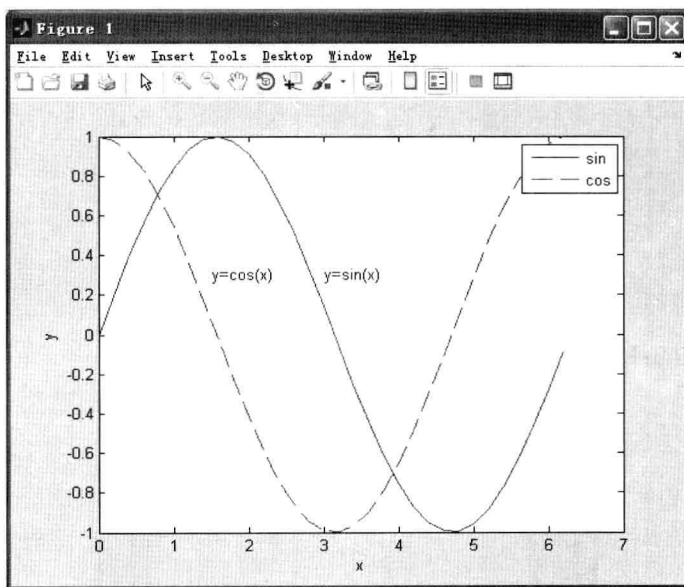 Figure 1
File Edit View Insert Tools Desktop Window Help
1
0.8
0.6
0.4
0.2
0
-0.2
-0.4
-0.6
-0.8
-1
y
sin
cos
y=cos(x) y=sin(x)
0 1 2 3 4 5 6 7
x